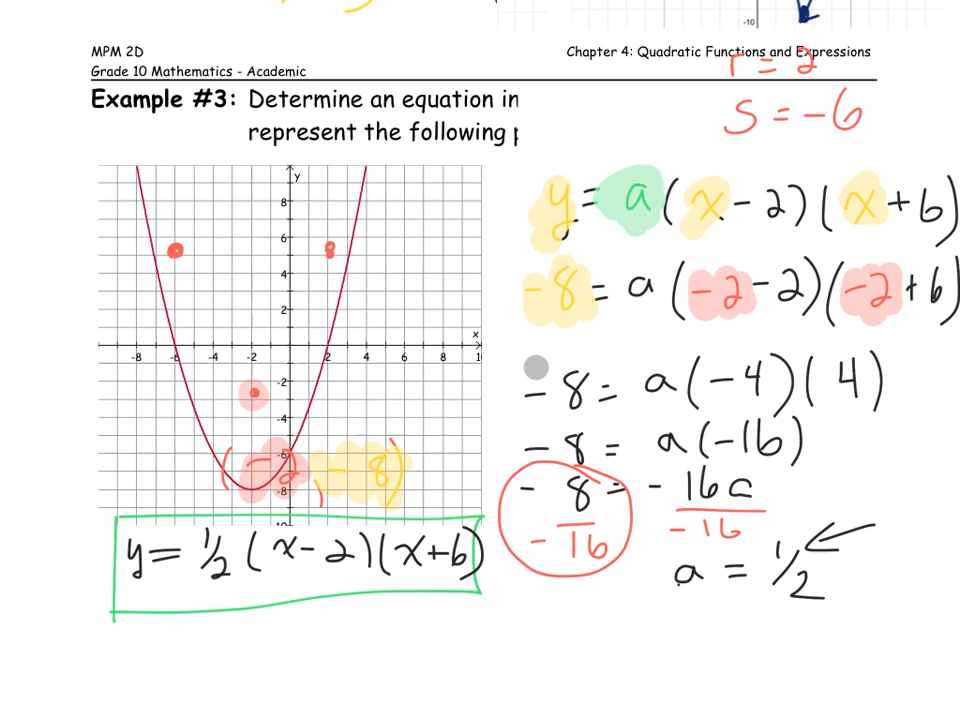 -10
MPM 2D
Chapter 4: Quadratic Functions and Expressions
Grade 10 Mathematics - Academic
r = 2
s = -6
Example #3: Determine an equation in
represent the following p
y = a(x - 2)(x + 6)
-8 = a(-2 - 2)(-2 + 6)
-8 = a(-4)(4)
-8 = a(-16)
-8 = -16a
-16 -16
a = 1/2
y
8
6
4
2
x
-8 -6 -4 -2 2 4 6 8
-2
-4
-6
-8
(-2, -8)
y = 1/2 (x - 2)(x + 6)